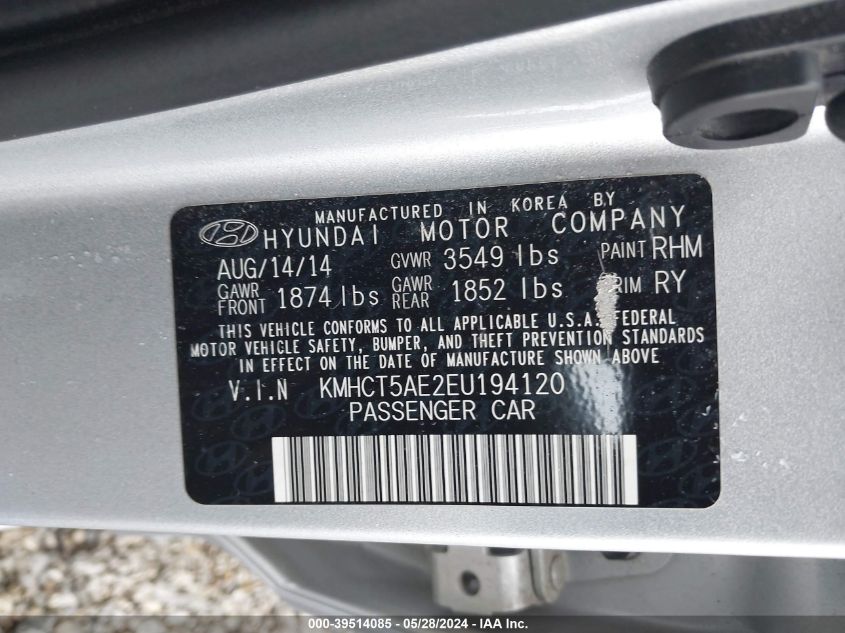 MANUFACTURED IN KOREA BY
HYUNDAI MOTOR COMPANY
AUG/14/14 GVWR 3549 lbs PAINT RHM
GAWR FRONT 1874 lbs GAWR REAR 1852 lbs TRIM RY
THIS VEHICLE CONFORMS TO ALL APPLICABLE U.S.A. FEDERAL
MOTOR VEHICLE SAFETY, BUMPER, AND THEFT PREVENTION STANDARDS
IN EFFECT ON THE DATE OF MANUFACTURE SHOWN ABOVE
V.I.N KMHCT5AE2EU194120
PASSENGER CAR
000-39514085 - 05/28/2024 - IAA Inc.